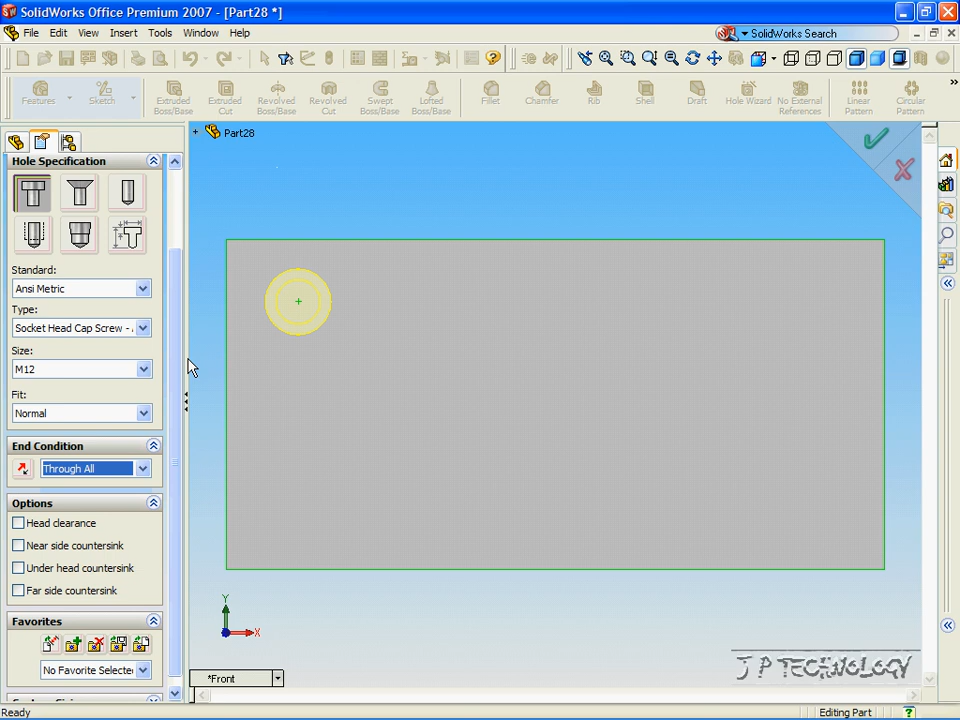 SolidWorks Office Premium 2007 - [Part28 *]
File Edit View Insert Tools Window Help
SolidWorks Search
Features Sketch Extruded Boss/Base Extruded Cut Revolved Boss/Base Revolved Cut Swept Boss/Base Lofted Boss/Base Fillet Chamfer Rib Shell Draft Hole Wizard No External References Linear Pattern Circular Pattern
Part28
Hole Specification
Standard:
Ansi Metric
Type:
Socket Head Cap Screw - .
Size:
M12
Fit:
Normal
End Condition
Through All
Options
Head clearance
Near side countersink
Under head countersink
Far side countersink
Favorites
No Favorite Selecte
Y
X
*Front
J P TECHNOLOGY
Ready
Editing Part